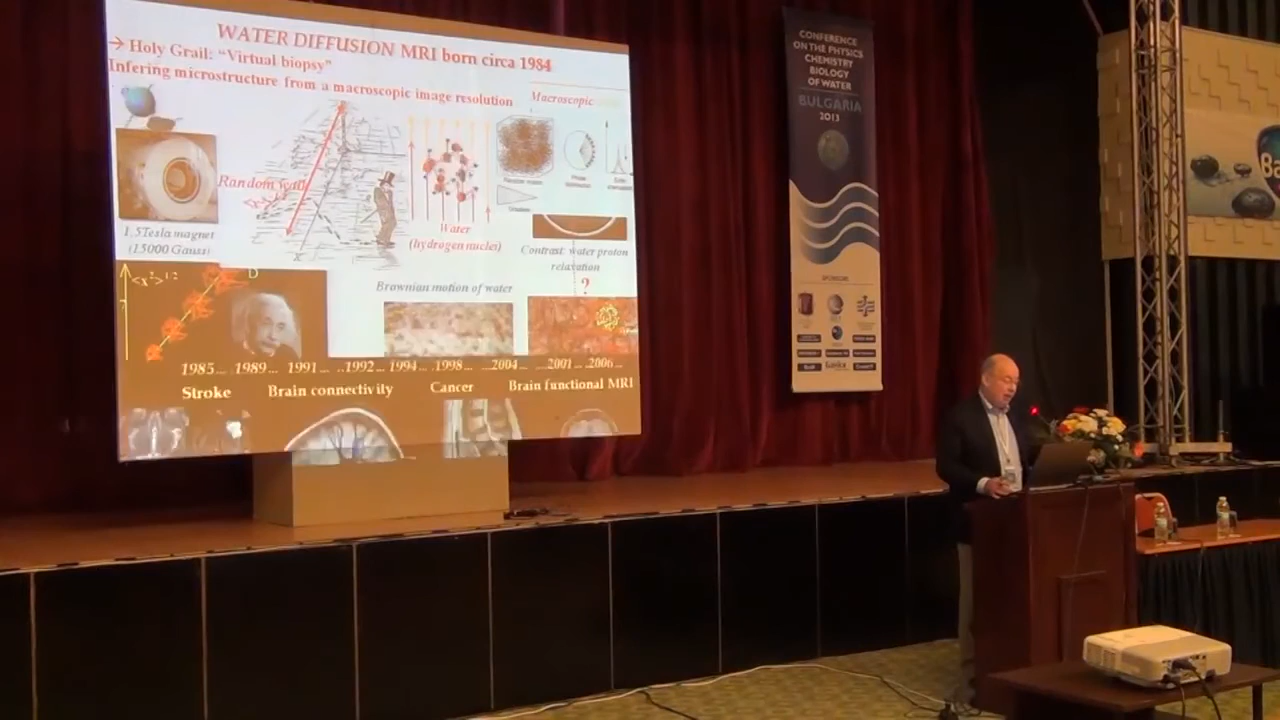 WATER DIFFUSION MRI born circa 1984
→ Holy Grail: “Virtual biopsy”
Infering microstructure from a macroscopic image resolution
Macroscopic
Random walk
1.5Tesla magnet
(15000 Gauss)
Water
(hydrogen nucles)
Contrast: water proton
relaxation
?
<x²>1/2
D
Brownian motion of water
1985... 1989... 1991... ...1992... 1994... ...1998... ...2004... ...2001...2006...
Stroke
Brain connectivity
Cancer
Brain functional MRI
CONFERENCE
ON THE PHYSICS
CHEMISTRY
BIOLOGY
OF WATER
BULGARIA
2013
SPONSORS
Ba